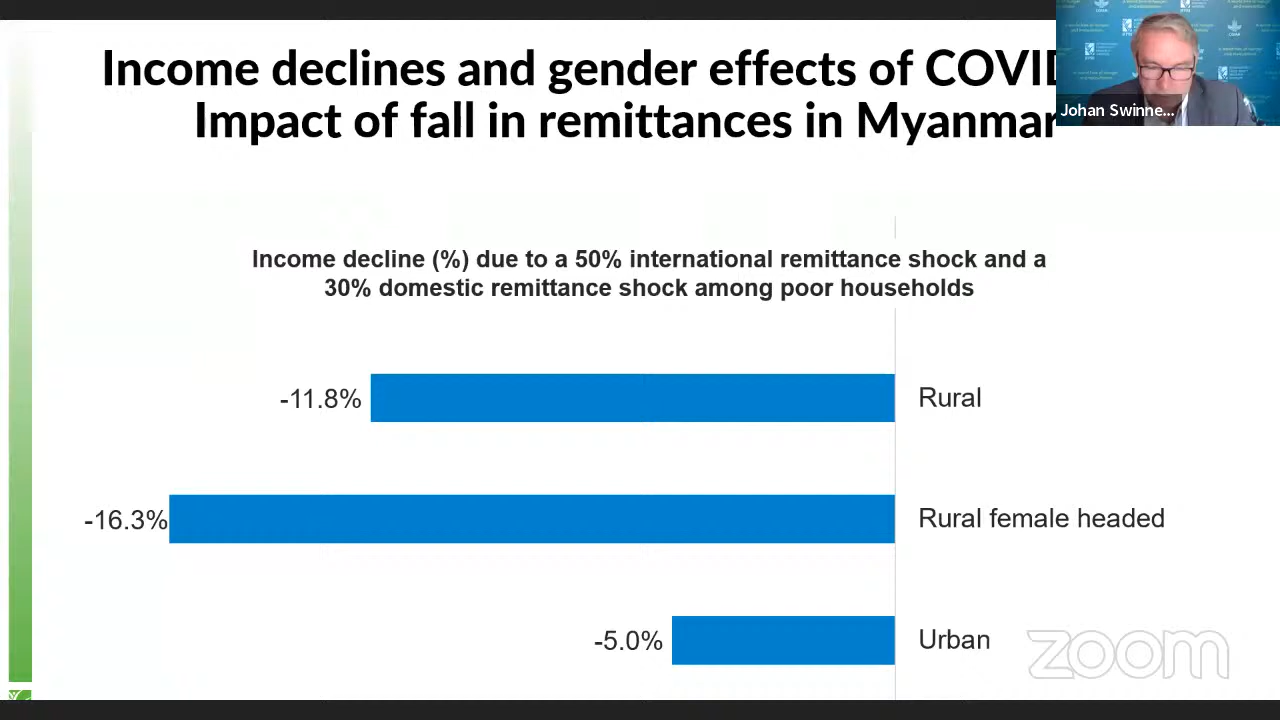 Income declines and gender effects of COVID
Impact of fall in remittances in Myanmar
Johan Swinne...
Income decline (%) due to a 50% international remittance shock and a
30% domestic remittance shock among poor households
-11.8% Rural
-16.3% Rural female headed
-5.0% Urban
zoom